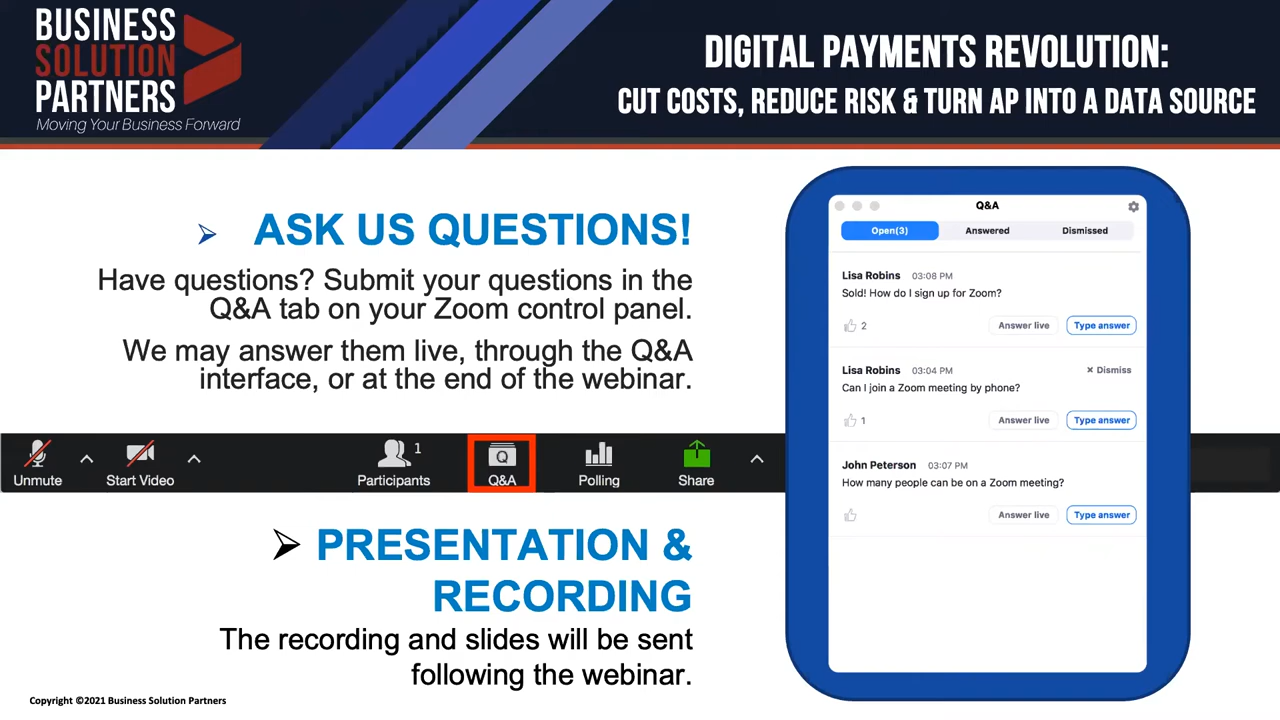 BUSINESS
SOLUTION
PARTNERS
Moving Your Business Forward
DIGITAL PAYMENTS REVOLUTION:
CUT COSTS, REDUCE RISK & TURN AP INTO A DATA SOURCE
➢ ASK US QUESTIONS!
Have questions? Submit your questions in the
Q&A tab on your Zoom control panel.
We may answer them live, through the Q&A
interface, or at the end of the webinar.
Unmute
Start Video
1
Participants
Q
Q&A
Polling
Share
➢ PRESENTATION &
RECORDING
The recording and slides will be sent
following the webinar.
Q&A
Open(3) Answered Dismissed
Lisa Robins 03:08 PM
Sold! How do I sign up for Zoom?
2 Answer live Type answer
Lisa Robins 03:04 PM × Dismiss
Can I join a Zoom meeting by phone?
1 Answer live Type answer
John Peterson 03:07 PM
How many people can be on a Zoom meeting?
Answer live Type answer
Copyright ©2021 Business Solution Partners